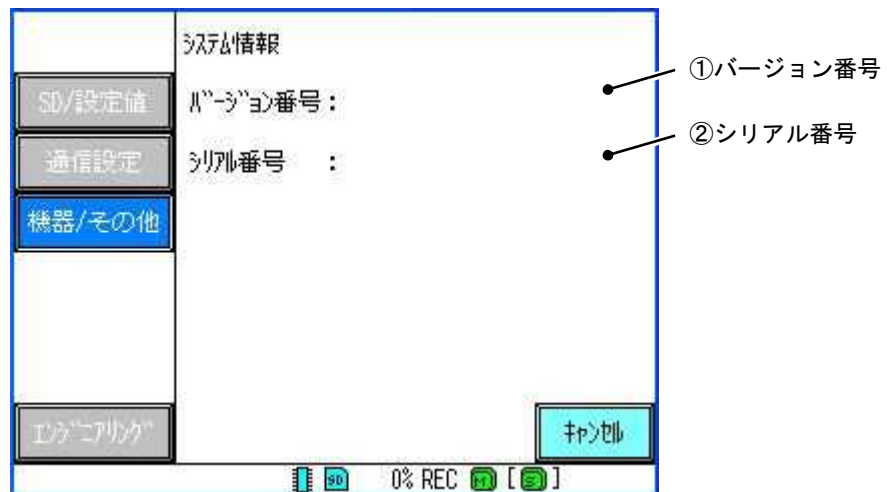 システム情報
①バージョン番号
SD/設定値
バージョン番号:
②シリアル番号
通信設定
シリアル番号 :
機器/その他
エンジニアリング
キャンセル
SD 0% REC M [S]